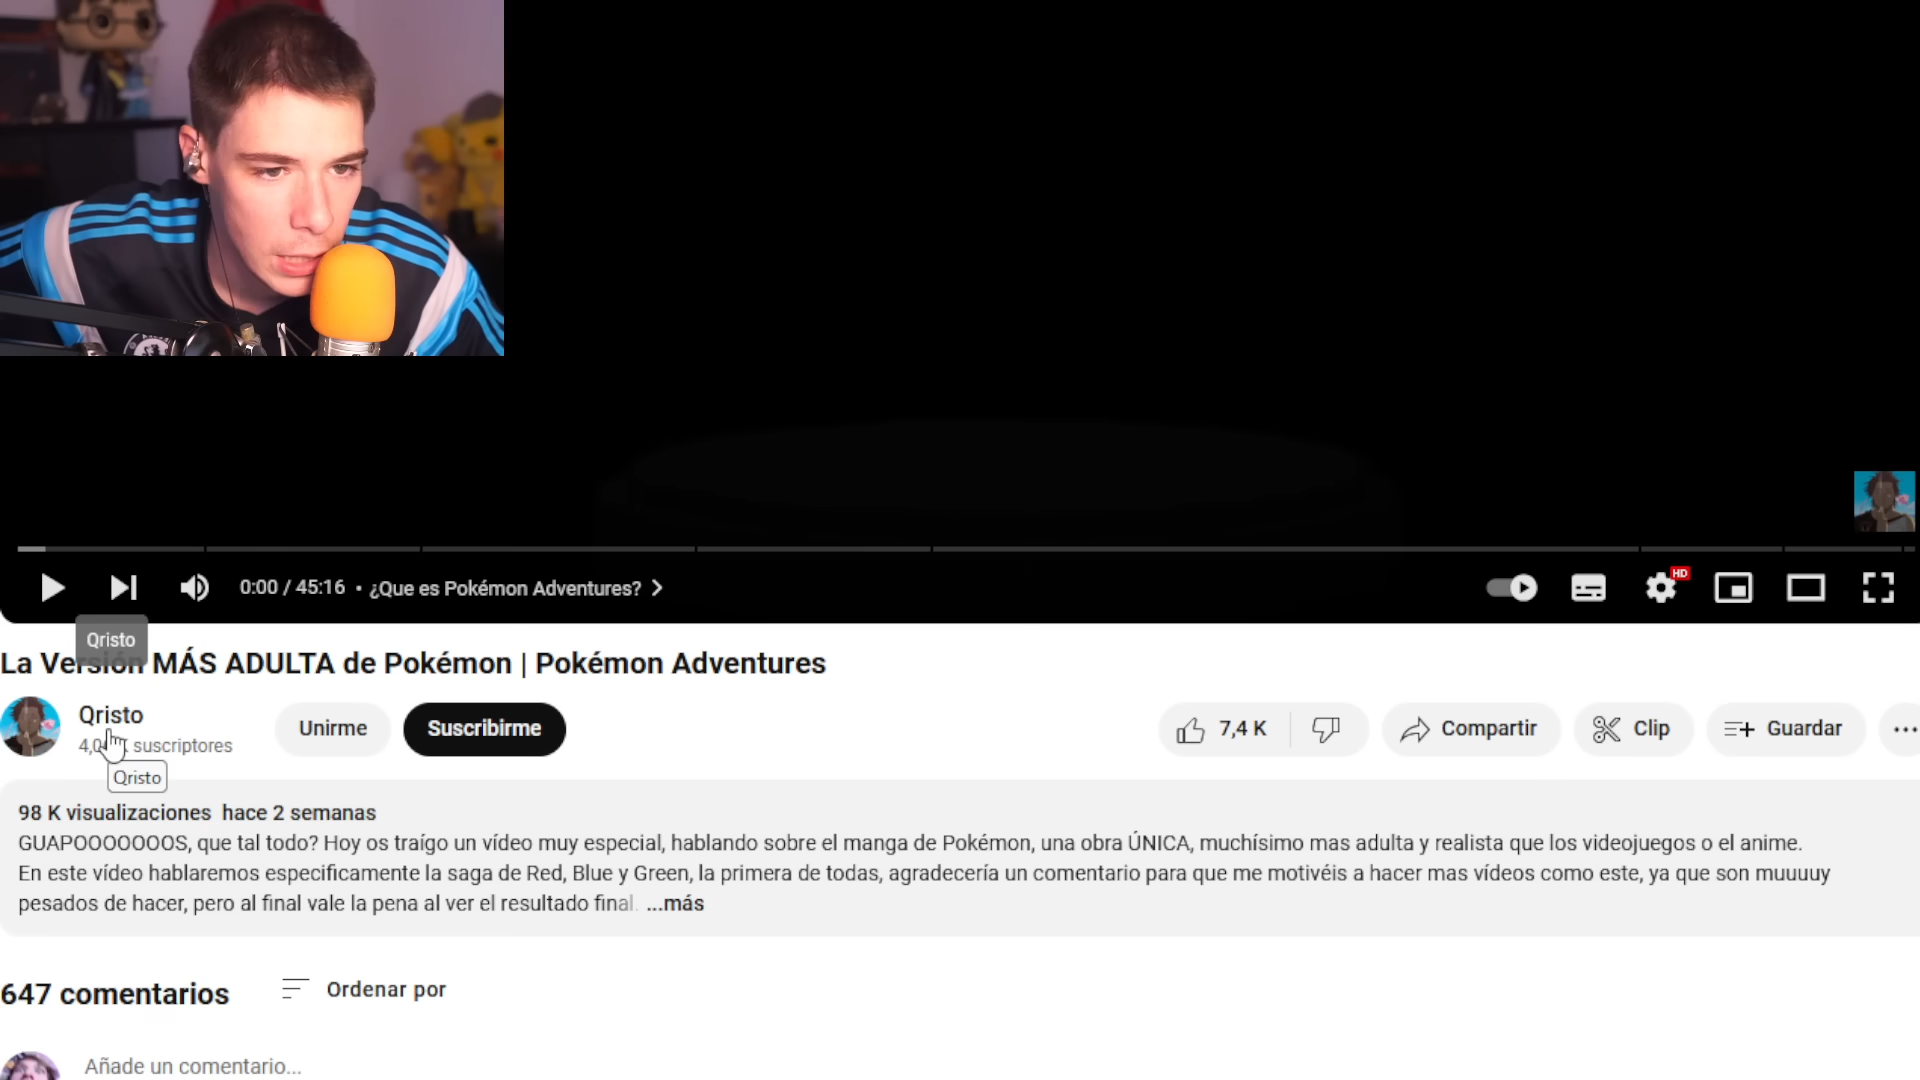 0:00 / 45:16 • ¿Que es Pokémon Adventures?
HD
Qristo
La Versión MÁS ADULTA de Pokémon | Pokémon Adventures
Qristo
suscriptores
Qristo
Unirme
Suscribirme
7,4 K
Compartir
Clip
Guardar
98 K visualizaciones hace 2 semanas
GUAPOOOOOOOS, que tal todo? Hoy os traígo un vídeo muy especial, hablando sobre el manga de Pokémon, una obra ÚNICA, muchísimo mas adulta y realista que los videojuegos o el anime.
En este vídeo hablaremos especificamente la saga de Red, Blue y Green, la primera de todas, agradecería un comentario para que me motivéis a hacer mas vídeos como este, ya que son muuuuy
pesados de hacer, pero al final vale la pena al ver el resultado final. ...más
647 comentarios
Ordenar por
Añade un comentario...